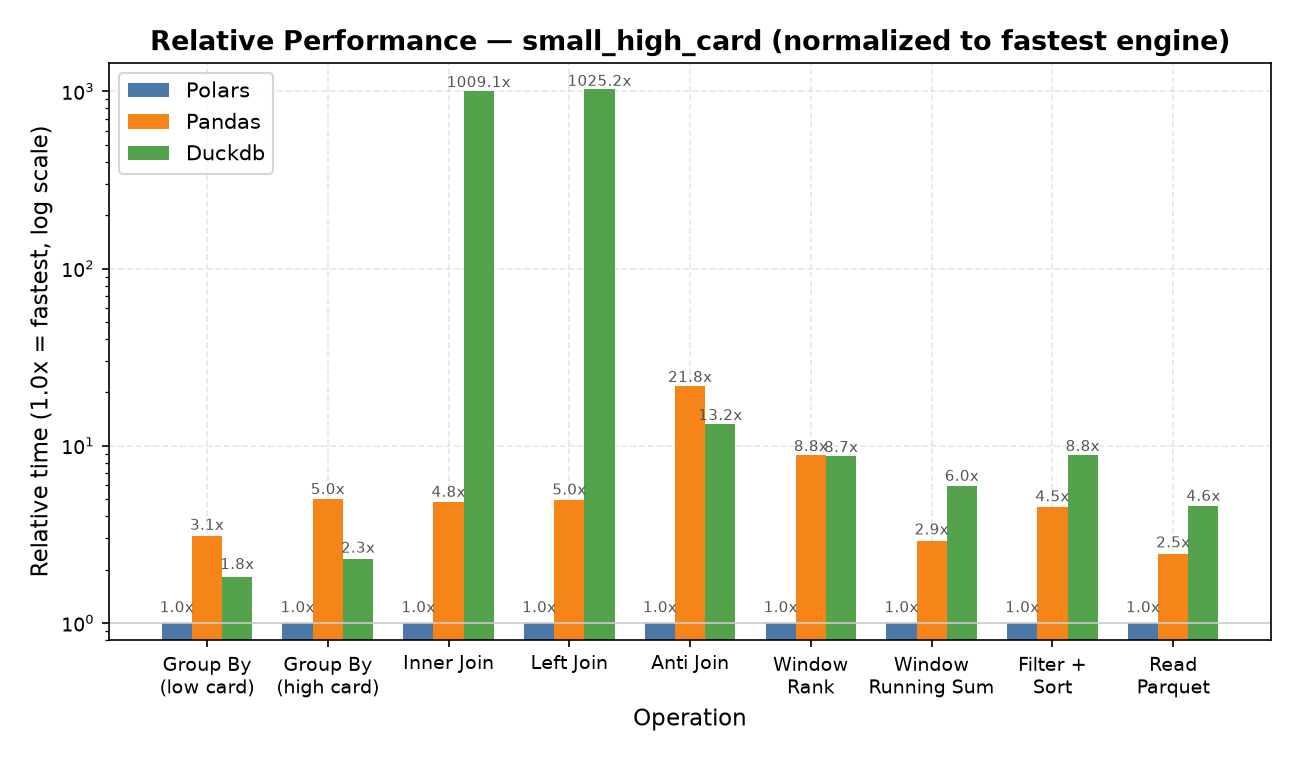 Relative Performance — small_high_card (normalized to fastest engine)
Polars
Pandas
Duckdb
Relative time (1.0x = fastest, log scale)
10³
10²
10¹
10⁰
1.0x 3.1x 1.8x
1.0x 5.0x 2.3x
1.0x 4.8x 1009.1x
1.0x 5.0x 1025.2x
1.0x 21.8x 13.2x
1.0x 8.8x 8.7x
1.0x 2.9x 6.0x
1.0x 4.5x 8.8x
1.0x 2.5x 4.6x
Group By
(low card)
Group By
(high card)
Inner Join
Left Join
Anti Join
Window
Rank
Window
Running Sum
Filter +
Sort
Read
Parquet
Operation